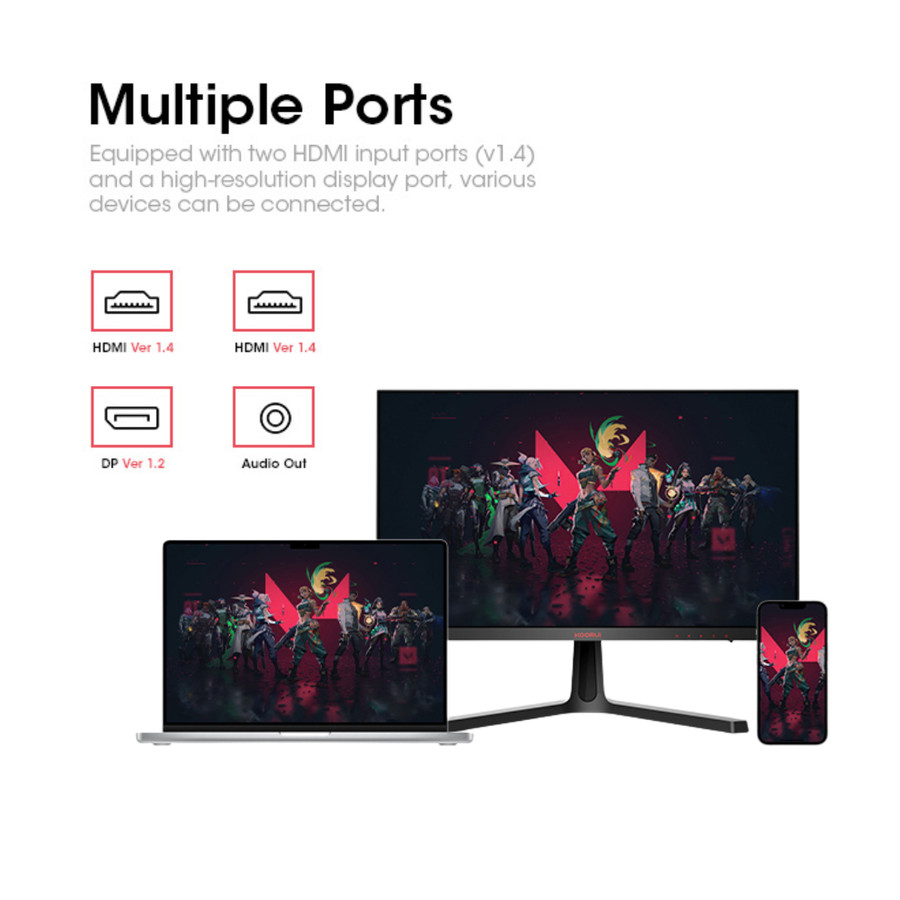 Multiple Ports
Equipped with two HDMI input ports (v1.4)
and a high-resolution display port, various
devices can be connected.
HDMI Ver 1.4
HDMI Ver 1.4
DP Ver 1.2
Audio Out
KOORUI